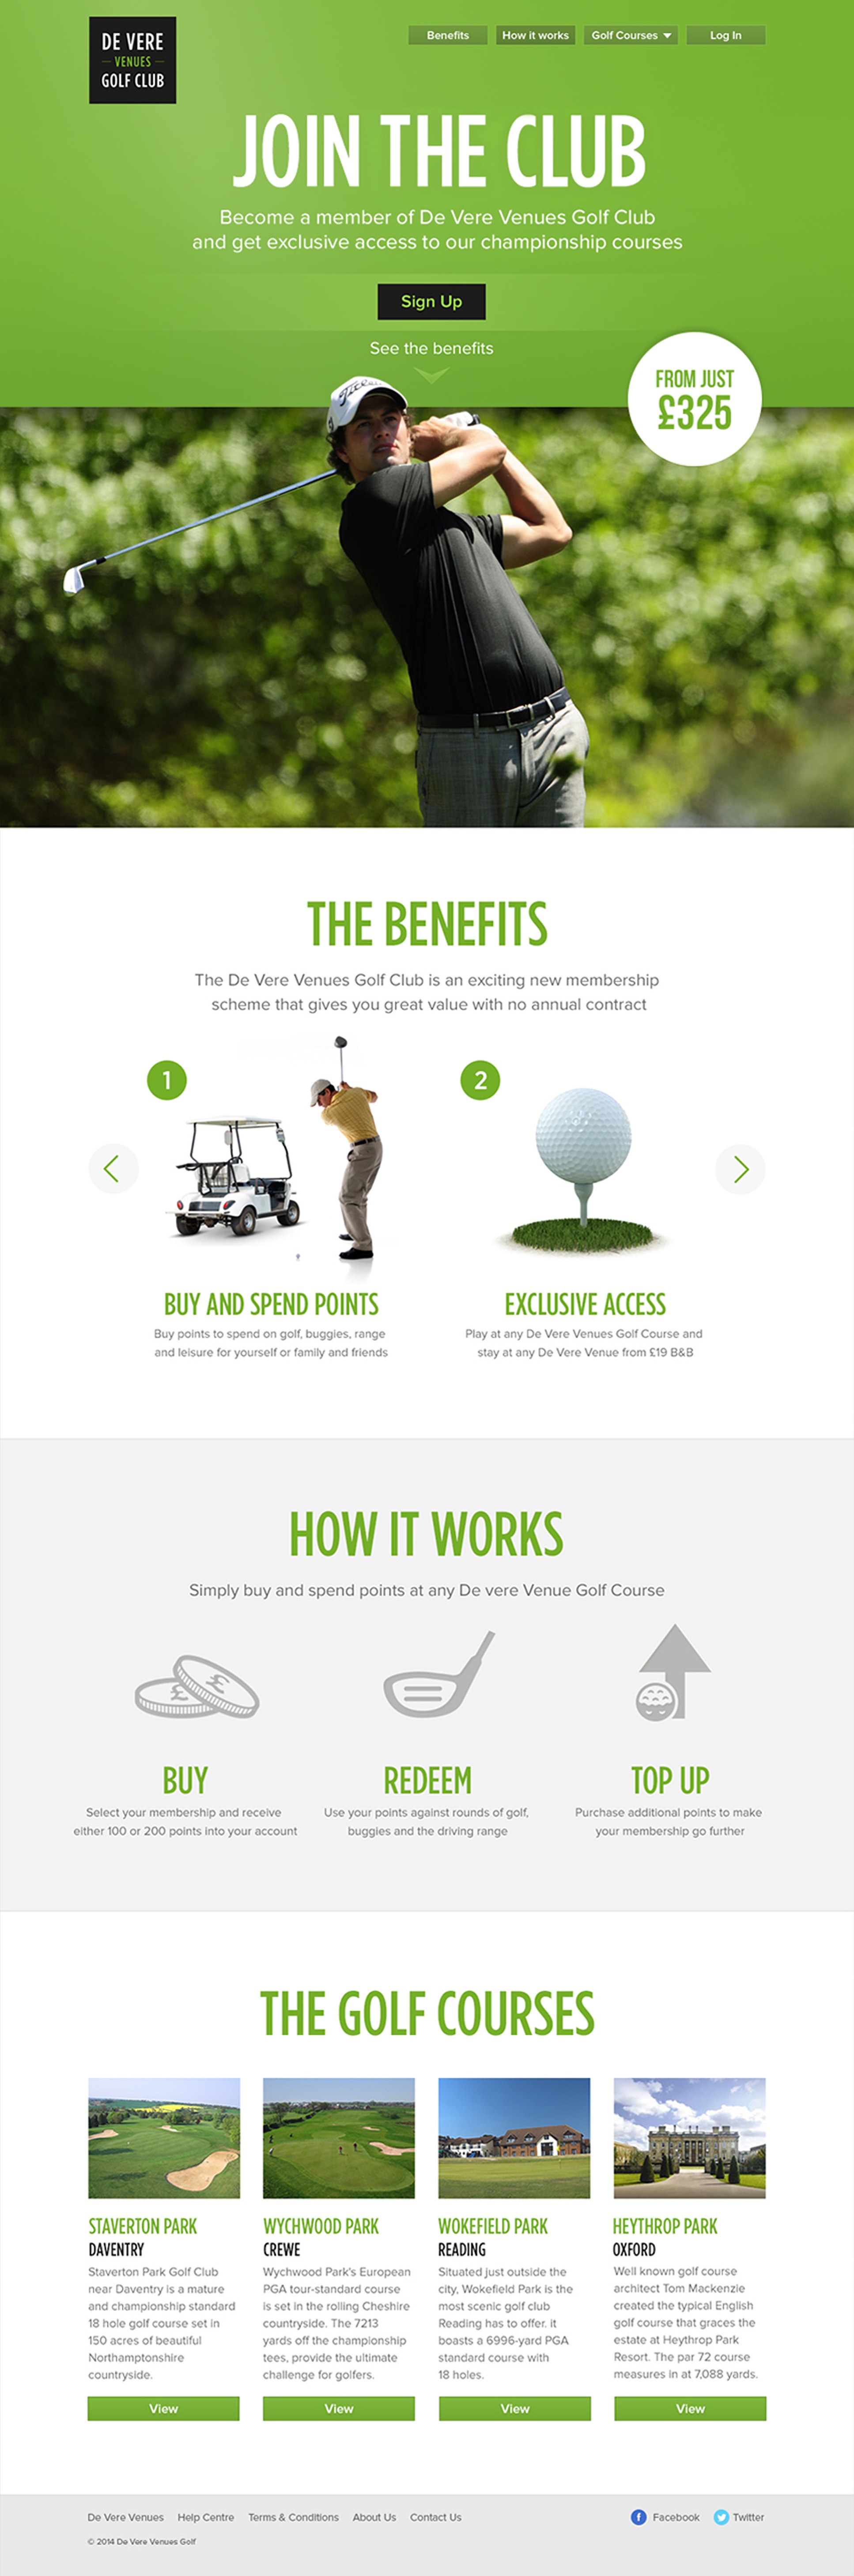 DE VERE
VENUES
GOLF CLUB
Benefits
How it works
Golf Courses
Log In
JOIN THE CLUB
Become a member of De Vere Venues Golf Club
and get exclusive access to our championship courses
Sign Up
See the benefits
FROM JUST
£325
Titleist
THE BENEFITS
The De Vere Venues Golf Club is an exciting new membership
scheme that gives you great value with no annual contract
1
2
BUY AND SPEND POINTS
Buy points to spend on golf, buggies, range
and leisure for yourself or family and friends
EXCLUSIVE ACCESS
Play at any De Vere Venues Golf Course and
stay at any De Vere Venue from £19 B&B
HOW IT WORKS
Simply buy and spend points at any De vere Venue Golf Course
£ £
BUY
Select your membership and receive
either 100 or 200 points into your account
REDEEM
Use your points against rounds of golf,
buggies and the driving range
TOP UP
Purchase additional points to make
your membership go further
THE GOLF COURSES
STAVERTON PARK
DAVENTRY
Staverton Park Golf Club
near Daventry is a mature
and championship standard
18 hole golf course set in
150 acres of beautiful
Northamptonshire
countryside.
View
WYCHWOOD PARK
CREWE
Wychwood Park's European
PGA tour-standard course
is set in the rolling Cheshire
countryside. The 7213
yards off the championship
tees, provide the ultimate
challenge for golfers.
View
WOKEFIELD PARK
READING
Situated just outside the
city, Wokefield Park is the
most scenic golf club
Reading has to offer. it
boasts a 6996-yard PGA
standard course with
18 holes.
View
HEYTHROP PARK
OXFORD
Well known golf course
architect Tom Mackenzie
created the typical English
golf course that graces the
estate at Heythrop Park
Resort. The par 72 course
measures in at 7,088 yards.
View
De Vere Venues
Help Centre
Terms & Conditions
About Us
Contact Us
Facebook
Twitter
© 2014 De Vere Venues Golf